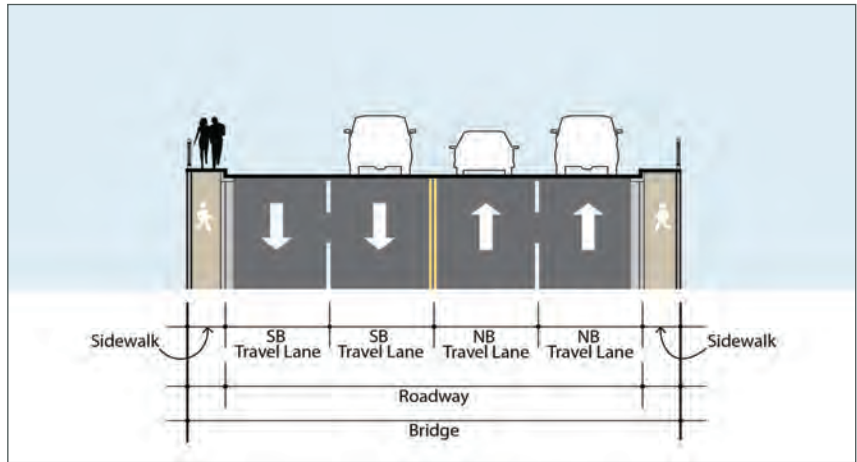 Sidewalk
SB
Travel Lane
SB
Travel Lane
NB
Travel Lane
NB
Travel Lane
Sidewalk
Roadway
Bridge